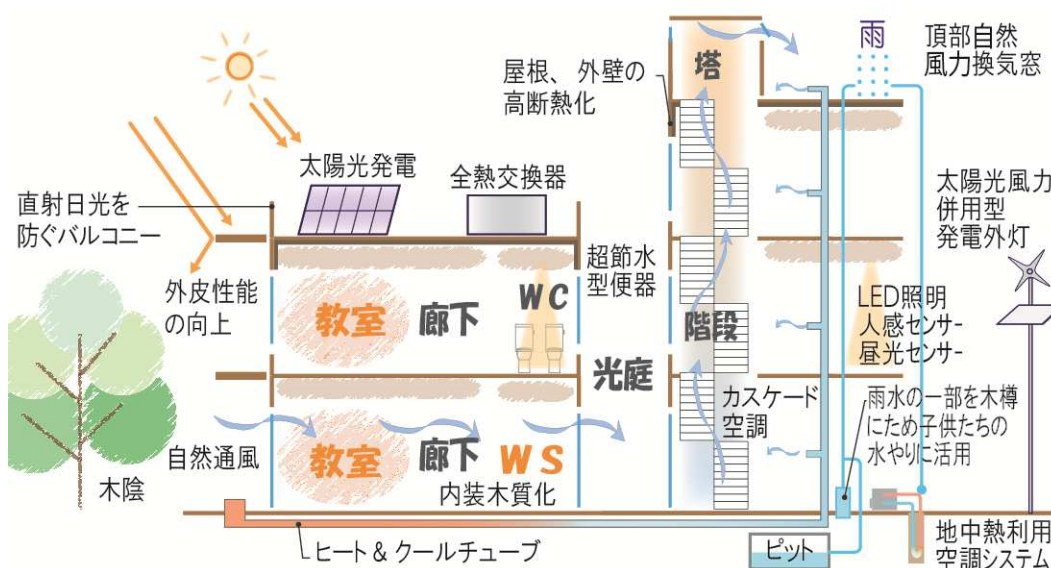 雨
頂部自然
風力換気窓
塔
屋根、外壁の
高断熱化
太陽光発電
全熱交換器
太陽光風力
併用型
発電外灯
直射日光を
防ぐバルコニー
超節水
型便器
外皮性能
の向上
教室
廊下
WC
階段
LED照明
人感センサー
昼光センサー
光庭
カスケード
空調
雨水の一部を木樽
にため子供たちの
水やりに活用
自然通風
教室
廊下
WS
内装木質化
木陰
ヒート&クールチューブ
ピット
地中熱利用
空調システム